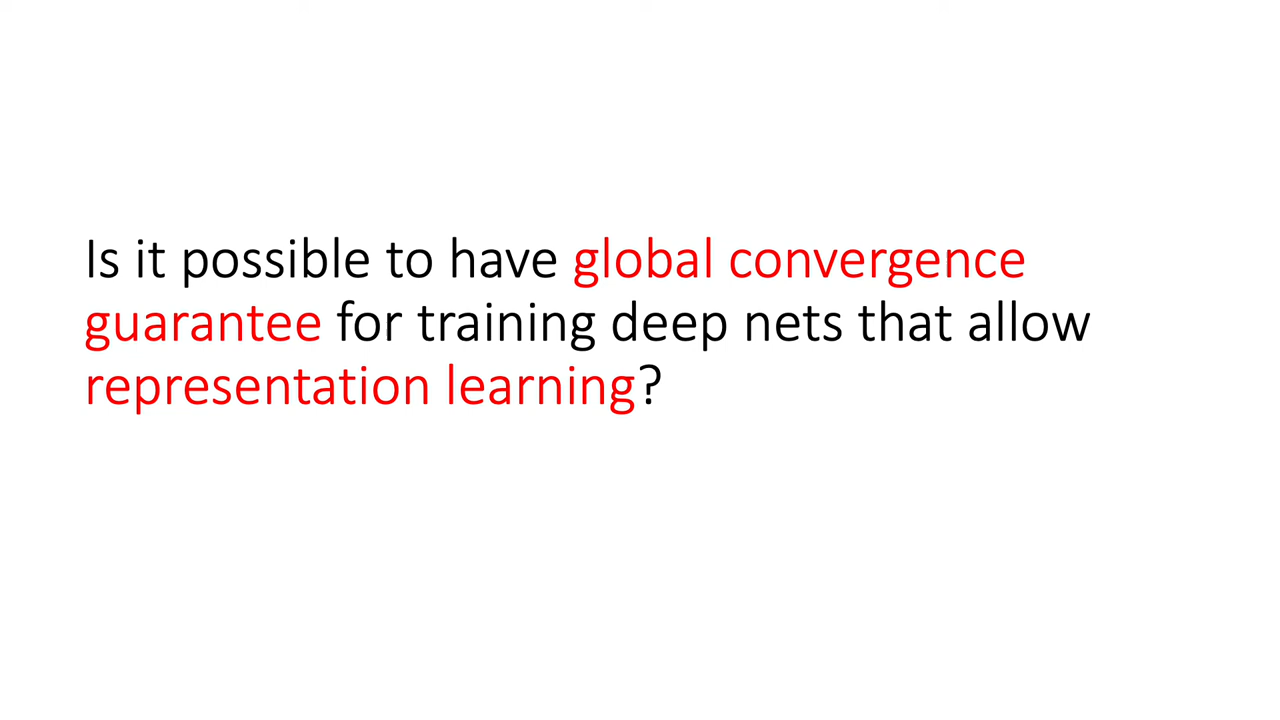 Is it possible to have global convergence
guarantee for training deep nets that allow
representation learning?